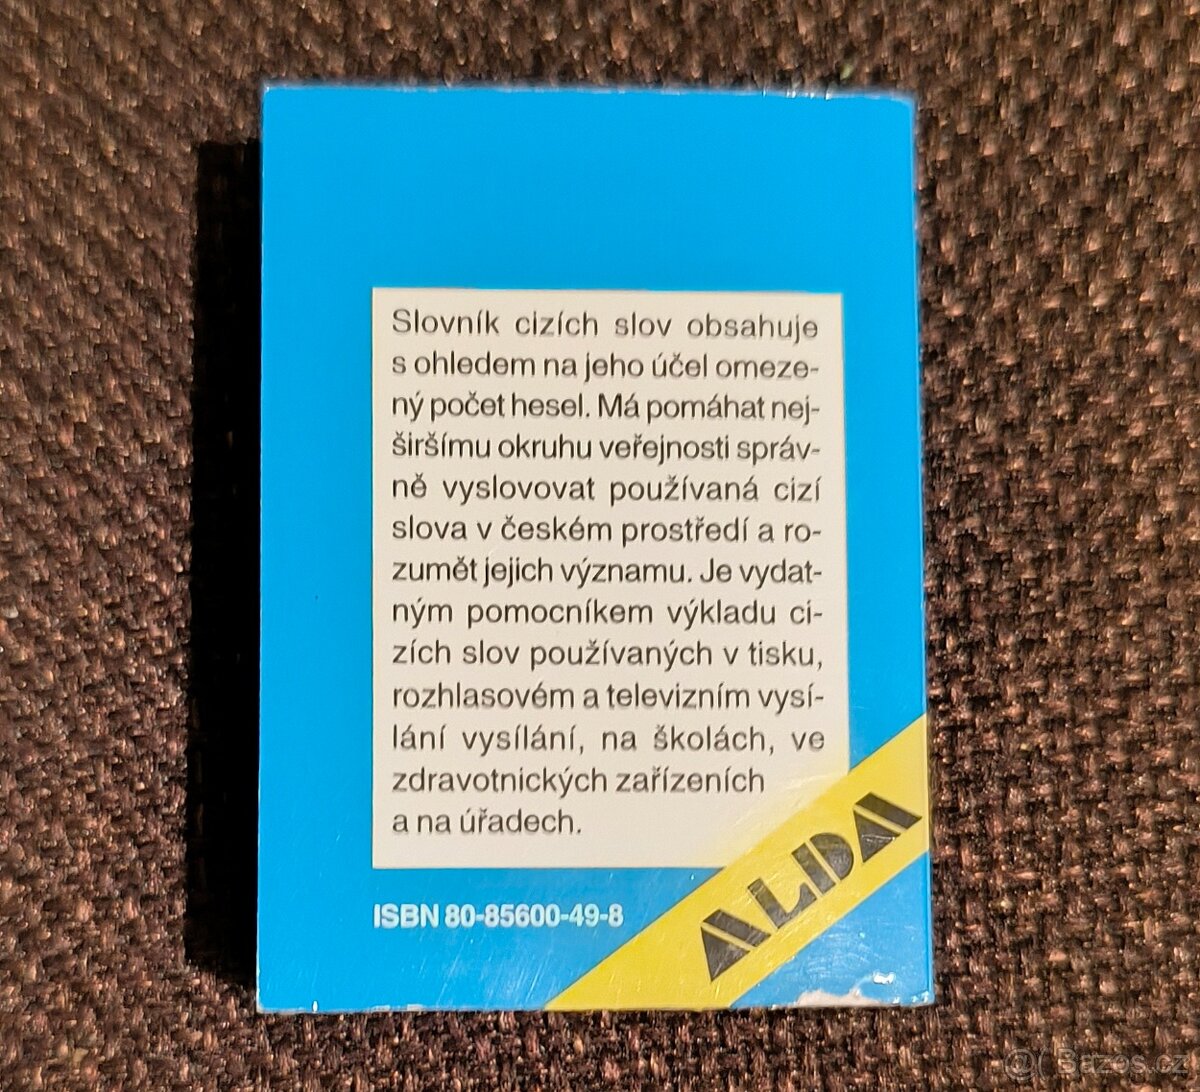 Slovník cizích slov obsahuje
s ohledem na jeho účel omeze-
ný počet hesel. Má pomáhat nej-
širšímu okruhu veřejnosti správ-
ně vyslovovat používaná cizí
slova v českém prostředí a ro-
zumět jejich významu. Je vydat-
ným pomocníkem výkladu ci-
zích slov používaných v tisku,
rozhlasovém a televizním vysí-
lání vysílání, na školách, ve
zdravotnických zařízeních
a na úřadech.
ISBN 80-85600-49-8
ALIDA
@( Bazos.cz